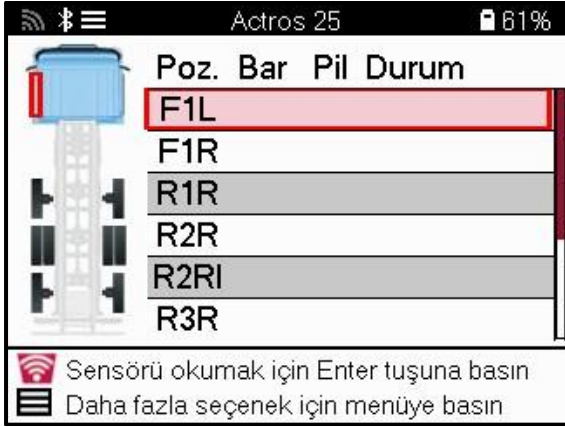 Actros 25 61%
Poz. Bar Pil Durum
F1L
F1R
R1R
R2R
R2RI
R3R
Sensörü okumak için Enter tuşuna basın
Daha fazla seçenek için menüye basın